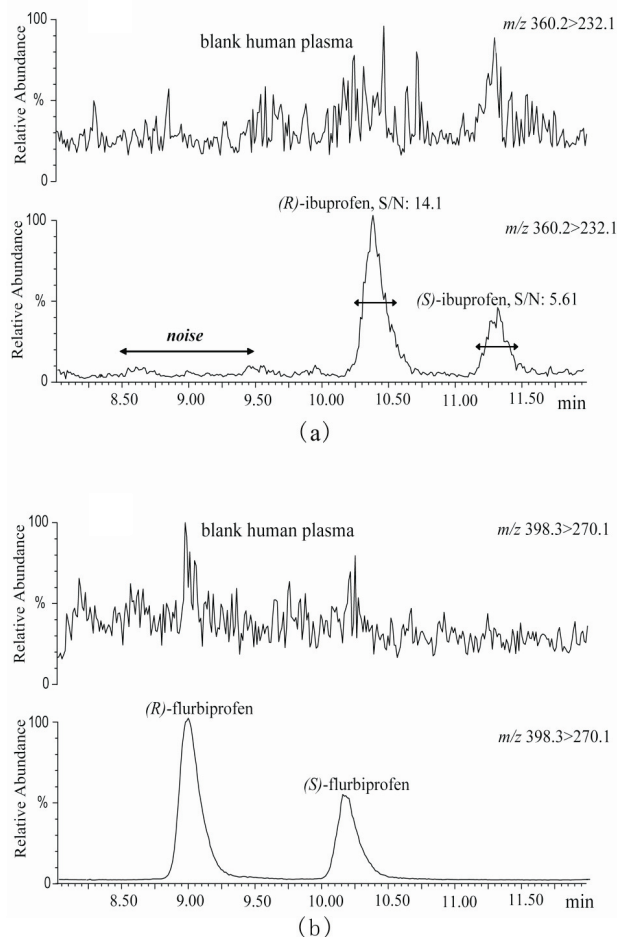 100
m/z 360.2>232.1
blank human plasma
Relative Abundance
%
0
(R)-ibuprofen, S/N: 14.1
100
m/z 360.2>232.1
Relative Abundance
%
(S)-ibuprofen, S/N: 5.61
noise
0
8.50 9.00 9.50 10.00 10.50 11.00 11.50 min
(a)
100
blank human plasma
m/z 398.3>270.1
Relative Abundance
%
0
(R)-flurbiprofen
100
m/z 398.3>270.1
Relative Abundance
(S)-flurbiprofen
%
0
8.50 9.00 9.50 10.00 10.50 11.00 11.50 min
(b)